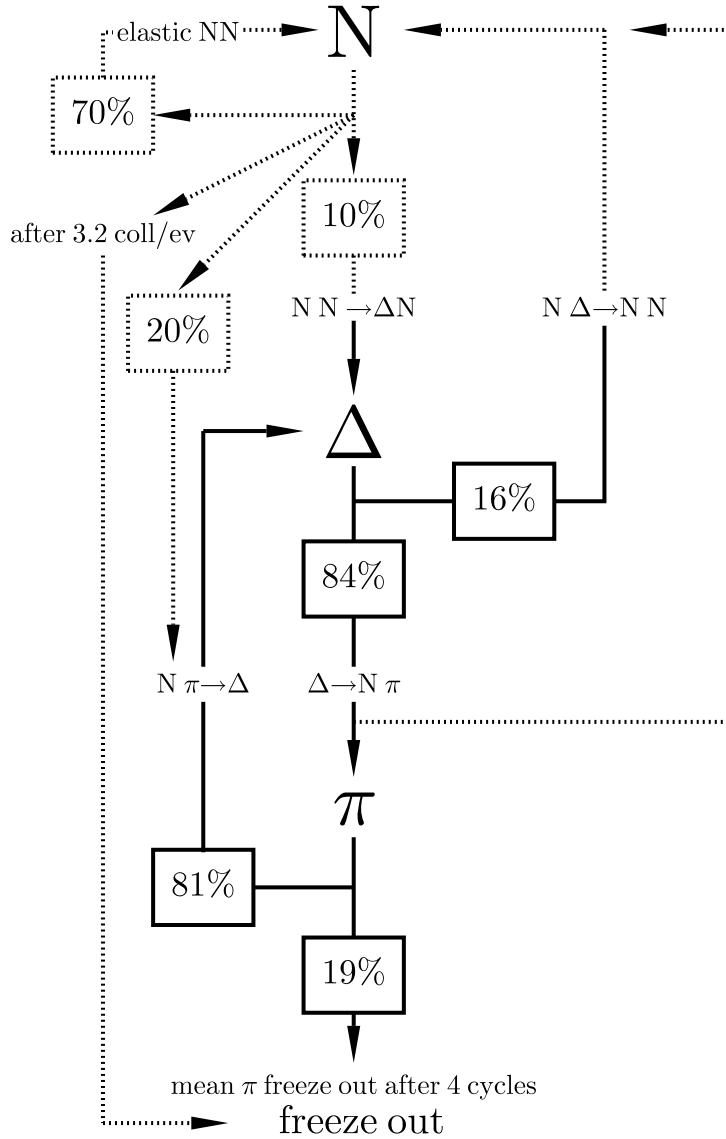 elastic NN
N
70%
10%
after 3.2 coll/ev
N N →ΔN
N Δ→N N
20%
Δ
16%
84%
N π→Δ
Δ→N π
π
81%
19%
mean π freeze out after 4 cycles
freeze out